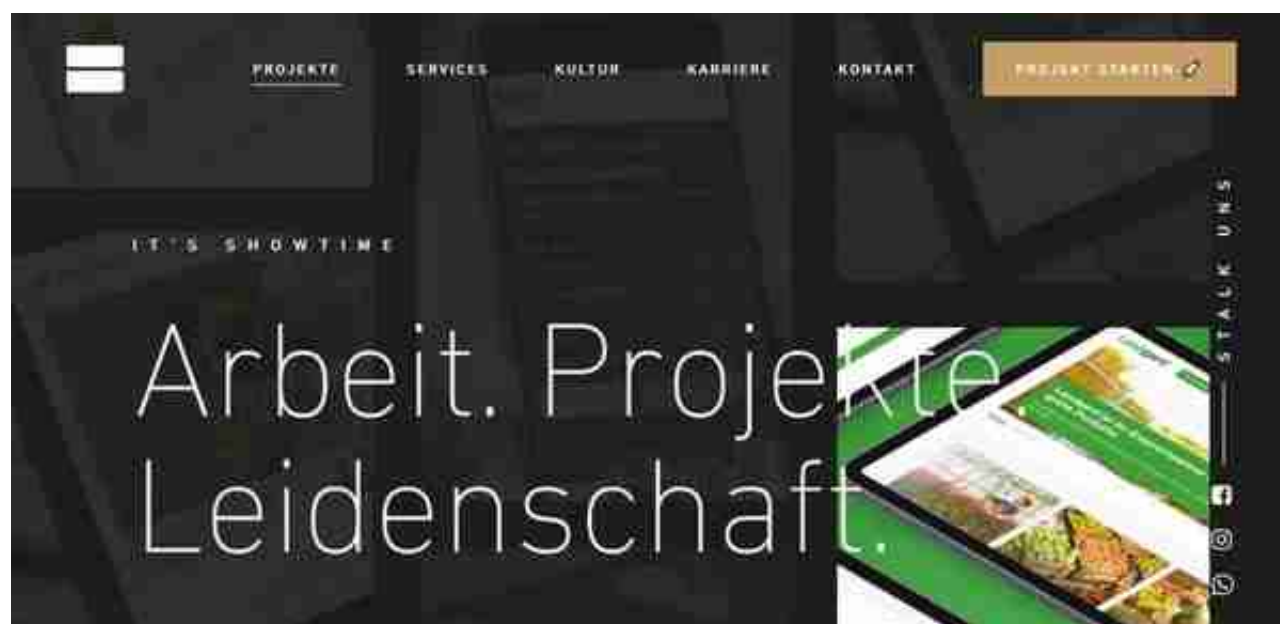 PROJEKTE SERVICES KULTUR KARRIERE KONTAKT PROJEKT STARTEN
IT'S SHOWTIME
Arbeit. Projekte
Leidenschaft.
STALK UNS